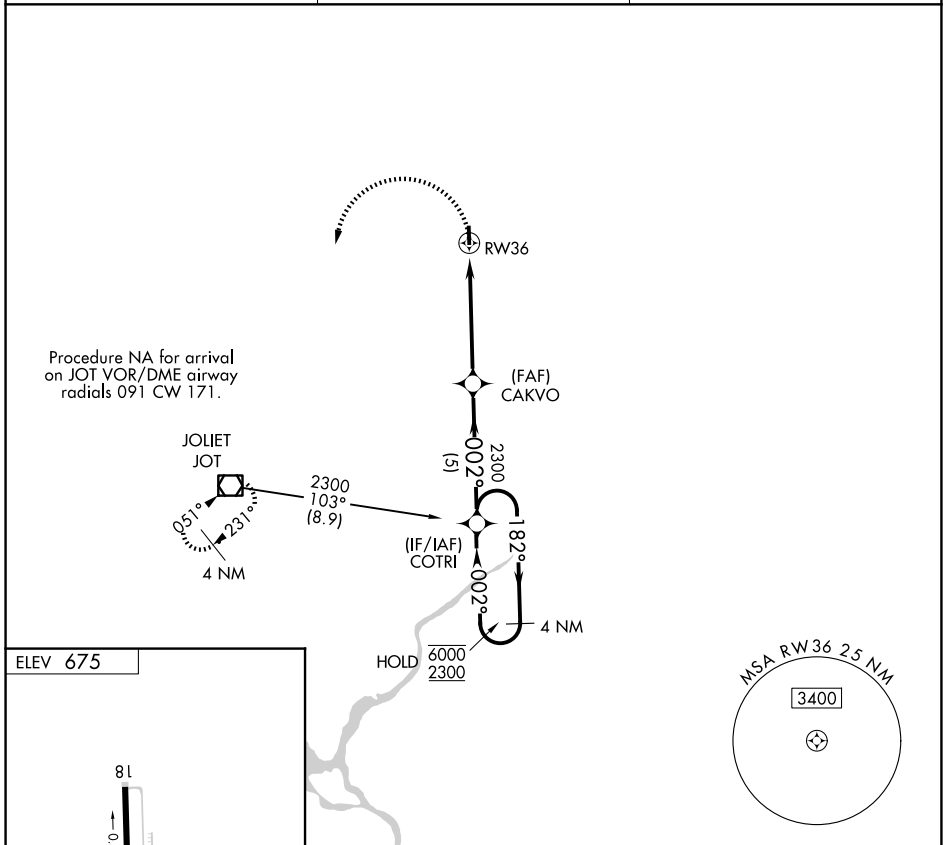 RW36
Procedure NA for arrival
on JOT VOR/DME airway
radials 091 CW 171.
(FAF)
CAKVO
JOLIET
JOT
2300
103°
(8.9)
002°
(5)
2300
051°
231°
4 NM
(IF/IAF)
COTRI
182°
002°
4 NM
HOLD 6000
2300
ELEV 675
MSA RW36 25 NM
3400
18
0.